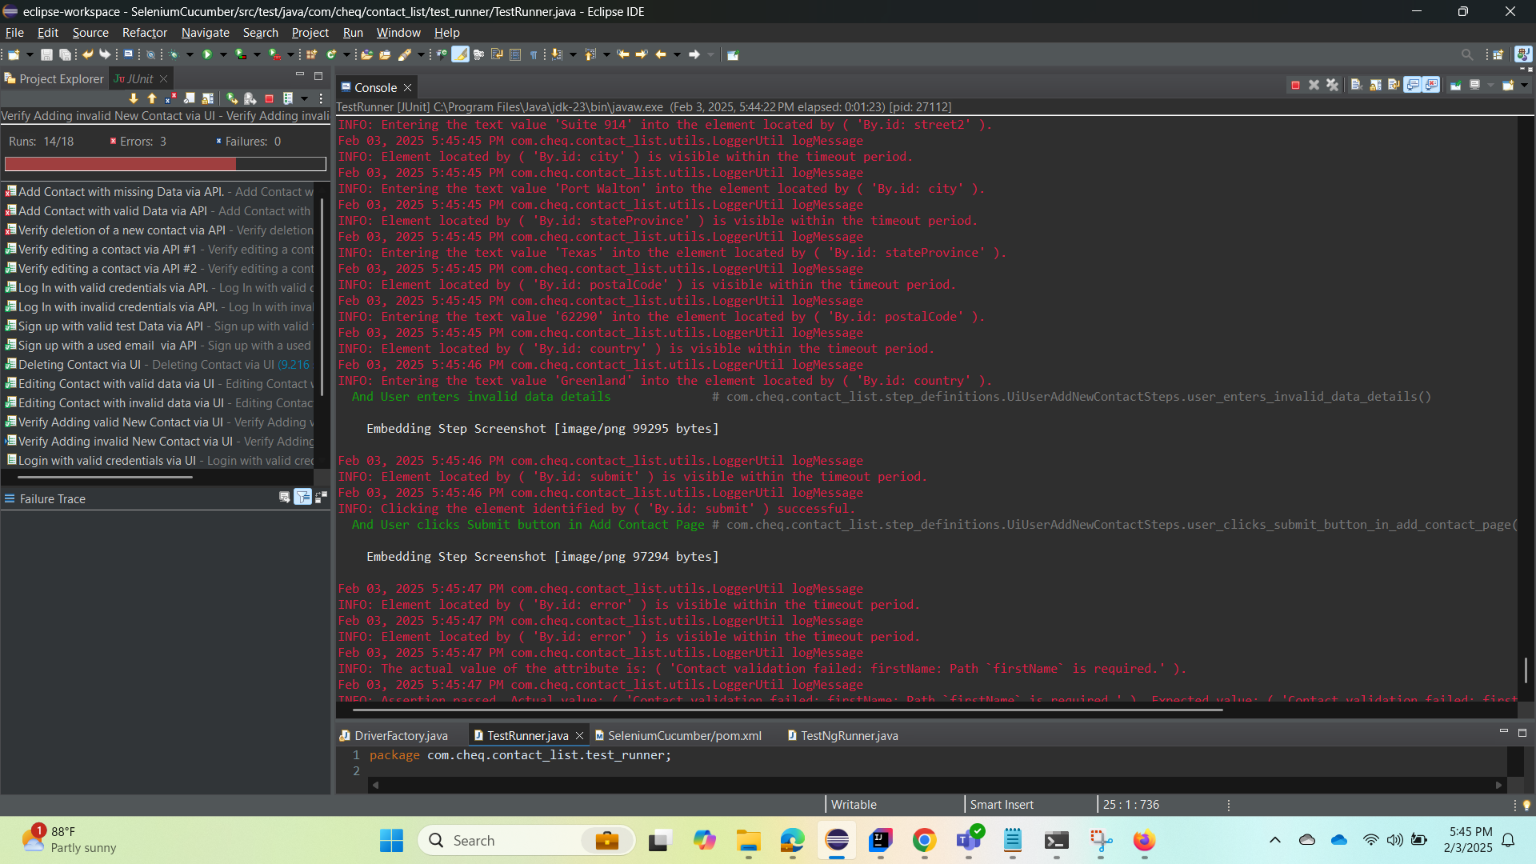 eclipse-workspace - SeleniumCucumber/src/test/java/com/cheq/contact_list/test_runner/TestRunner.java - Eclipse IDE
File Edit Source Refactor Navigate Search Project Run Window Help
Project Explorer JUnit
Verify Adding invalid New Contact via UI - Verify Adding invali
Runs: 14/18 Errors: 3 Failures: 0
Add Contact with missing Data via API. - Add Contact w
Add Contact with valid Data via API - Add Contact with
Verify deletion of a new contact via API - Verify deletion
Verify editing a contact via API #1 - Verify editing a cont
Verify editing a contact via API #2 - Verify editing a cont
Log In with valid credentials via API. - Log In with valid c
Log In with invalid credentials via API. - Log In with inva
Sign up with valid test Data via API - Sign up with valid
Sign up with a used email  via API - Sign up with a used
Deleting Contact via UI - Deleting Contact via UI (9.216
Editing Contact with valid data via UI - Editing Contact
Editing Contact with invalid data via UI - Editing Contac
Verify Adding valid New Contact via UI - Verify Adding
Verify Adding invalid New Contact via UI - Verify Adding
Login with valid credentials via UI - Login with valid cred
Failure Trace
Console
TestRunner [JUnit] C:\Program Files\Java\jdk-23\bin\javaw.exe (Feb 3, 2025, 5:44:22 PM elapsed: 0:01:23) [pid: 27112]
INFO: Entering the text value 'Suite 914' into the element located by ( 'By.id: street2' ).
Feb 03, 2025 5:45:45 PM com.cheq.contact_list.utils.LoggerUtil logMessage
INFO: Element located by ( 'By.id: city' ) is visible within the timeout period.
Feb 03, 2025 5:45:45 PM com.cheq.contact_list.utils.LoggerUtil logMessage
INFO: Entering the text value 'Port Walton' into the element located by ( 'By.id: city' ).
Feb 03, 2025 5:45:45 PM com.cheq.contact_list.utils.LoggerUtil logMessage
INFO: Element located by ( 'By.id: stateProvince' ) is visible within the timeout period.
Feb 03, 2025 5:45:45 PM com.cheq.contact_list.utils.LoggerUtil logMessage
INFO: Entering the text value 'Texas' into the element located by ( 'By.id: stateProvince' ).
Feb 03, 2025 5:45:45 PM com.cheq.contact_list.utils.LoggerUtil logMessage
INFO: Element located by ( 'By.id: postalCode' ) is visible within the timeout period.
Feb 03, 2025 5:45:45 PM com.cheq.contact_list.utils.LoggerUtil logMessage
INFO: Entering the text value '62290' into the element located by ( 'By.id: postalCode' ).
Feb 03, 2025 5:45:45 PM com.cheq.contact_list.utils.LoggerUtil logMessage
INFO: Element located by ( 'By.id: country' ) is visible within the timeout period.
Feb 03, 2025 5:45:46 PM com.cheq.contact_list.utils.LoggerUtil logMessage
INFO: Entering the text value 'Greenland' into the element located by ( 'By.id: country' ).
And User enters invalid data details # com.cheq.contact_list.step_definitions.UiUserAddNewContactSteps.user_enters_invalid_data_details()
Embedding Step Screenshot [image/png 99295 bytes]
Feb 03, 2025 5:45:46 PM com.cheq.contact_list.utils.LoggerUtil logMessage
INFO: Element located by ( 'By.id: submit' ) is visible within the timeout period.
Feb 03, 2025 5:45:46 PM com.cheq.contact_list.utils.LoggerUtil logMessage
INFO: Clicking the element identified by ( 'By.id: submit' ) successful.
And User clicks Submit button in Add Contact Page # com.cheq.contact_list.step_definitions.UiUserAddNewContactSteps.user_clicks_submit_button_in_add_contact_page(
Embedding Step Screenshot [image/png 97294 bytes]
Feb 03, 2025 5:45:47 PM com.cheq.contact_list.utils.LoggerUtil logMessage
INFO: Element located by ( 'By.id: error' ) is visible within the timeout period.
Feb 03, 2025 5:45:47 PM com.cheq.contact_list.utils.LoggerUtil logMessage
INFO: Element located by ( 'By.id: error' ) is visible within the timeout period.
Feb 03, 2025 5:45:47 PM com.cheq.contact_list.utils.LoggerUtil logMessage
INFO: The actual value of the attribute is: ( 'Contact validation failed: firstName: Path `firstName` is required.' ).
Feb 03, 2025 5:45:47 PM com.cheq.contact_list.utils.LoggerUtil logMessage
INFO: Assertion passed. Actual value: ( 'Contact validation failed: firstName: Path `firstName` is required.' ), Expected value: ( 'Contact validation failed: first
DriverFactory.java TestRunner.java SeleniumCucumber/pom.xml TestNgRunner.java
1 package com.cheq.contact_list.test_runner;
2
Writable Smart Insert 25 : 1 : 736
1 88°F
Partly sunny
Search
5:45 PM
2/3/2025